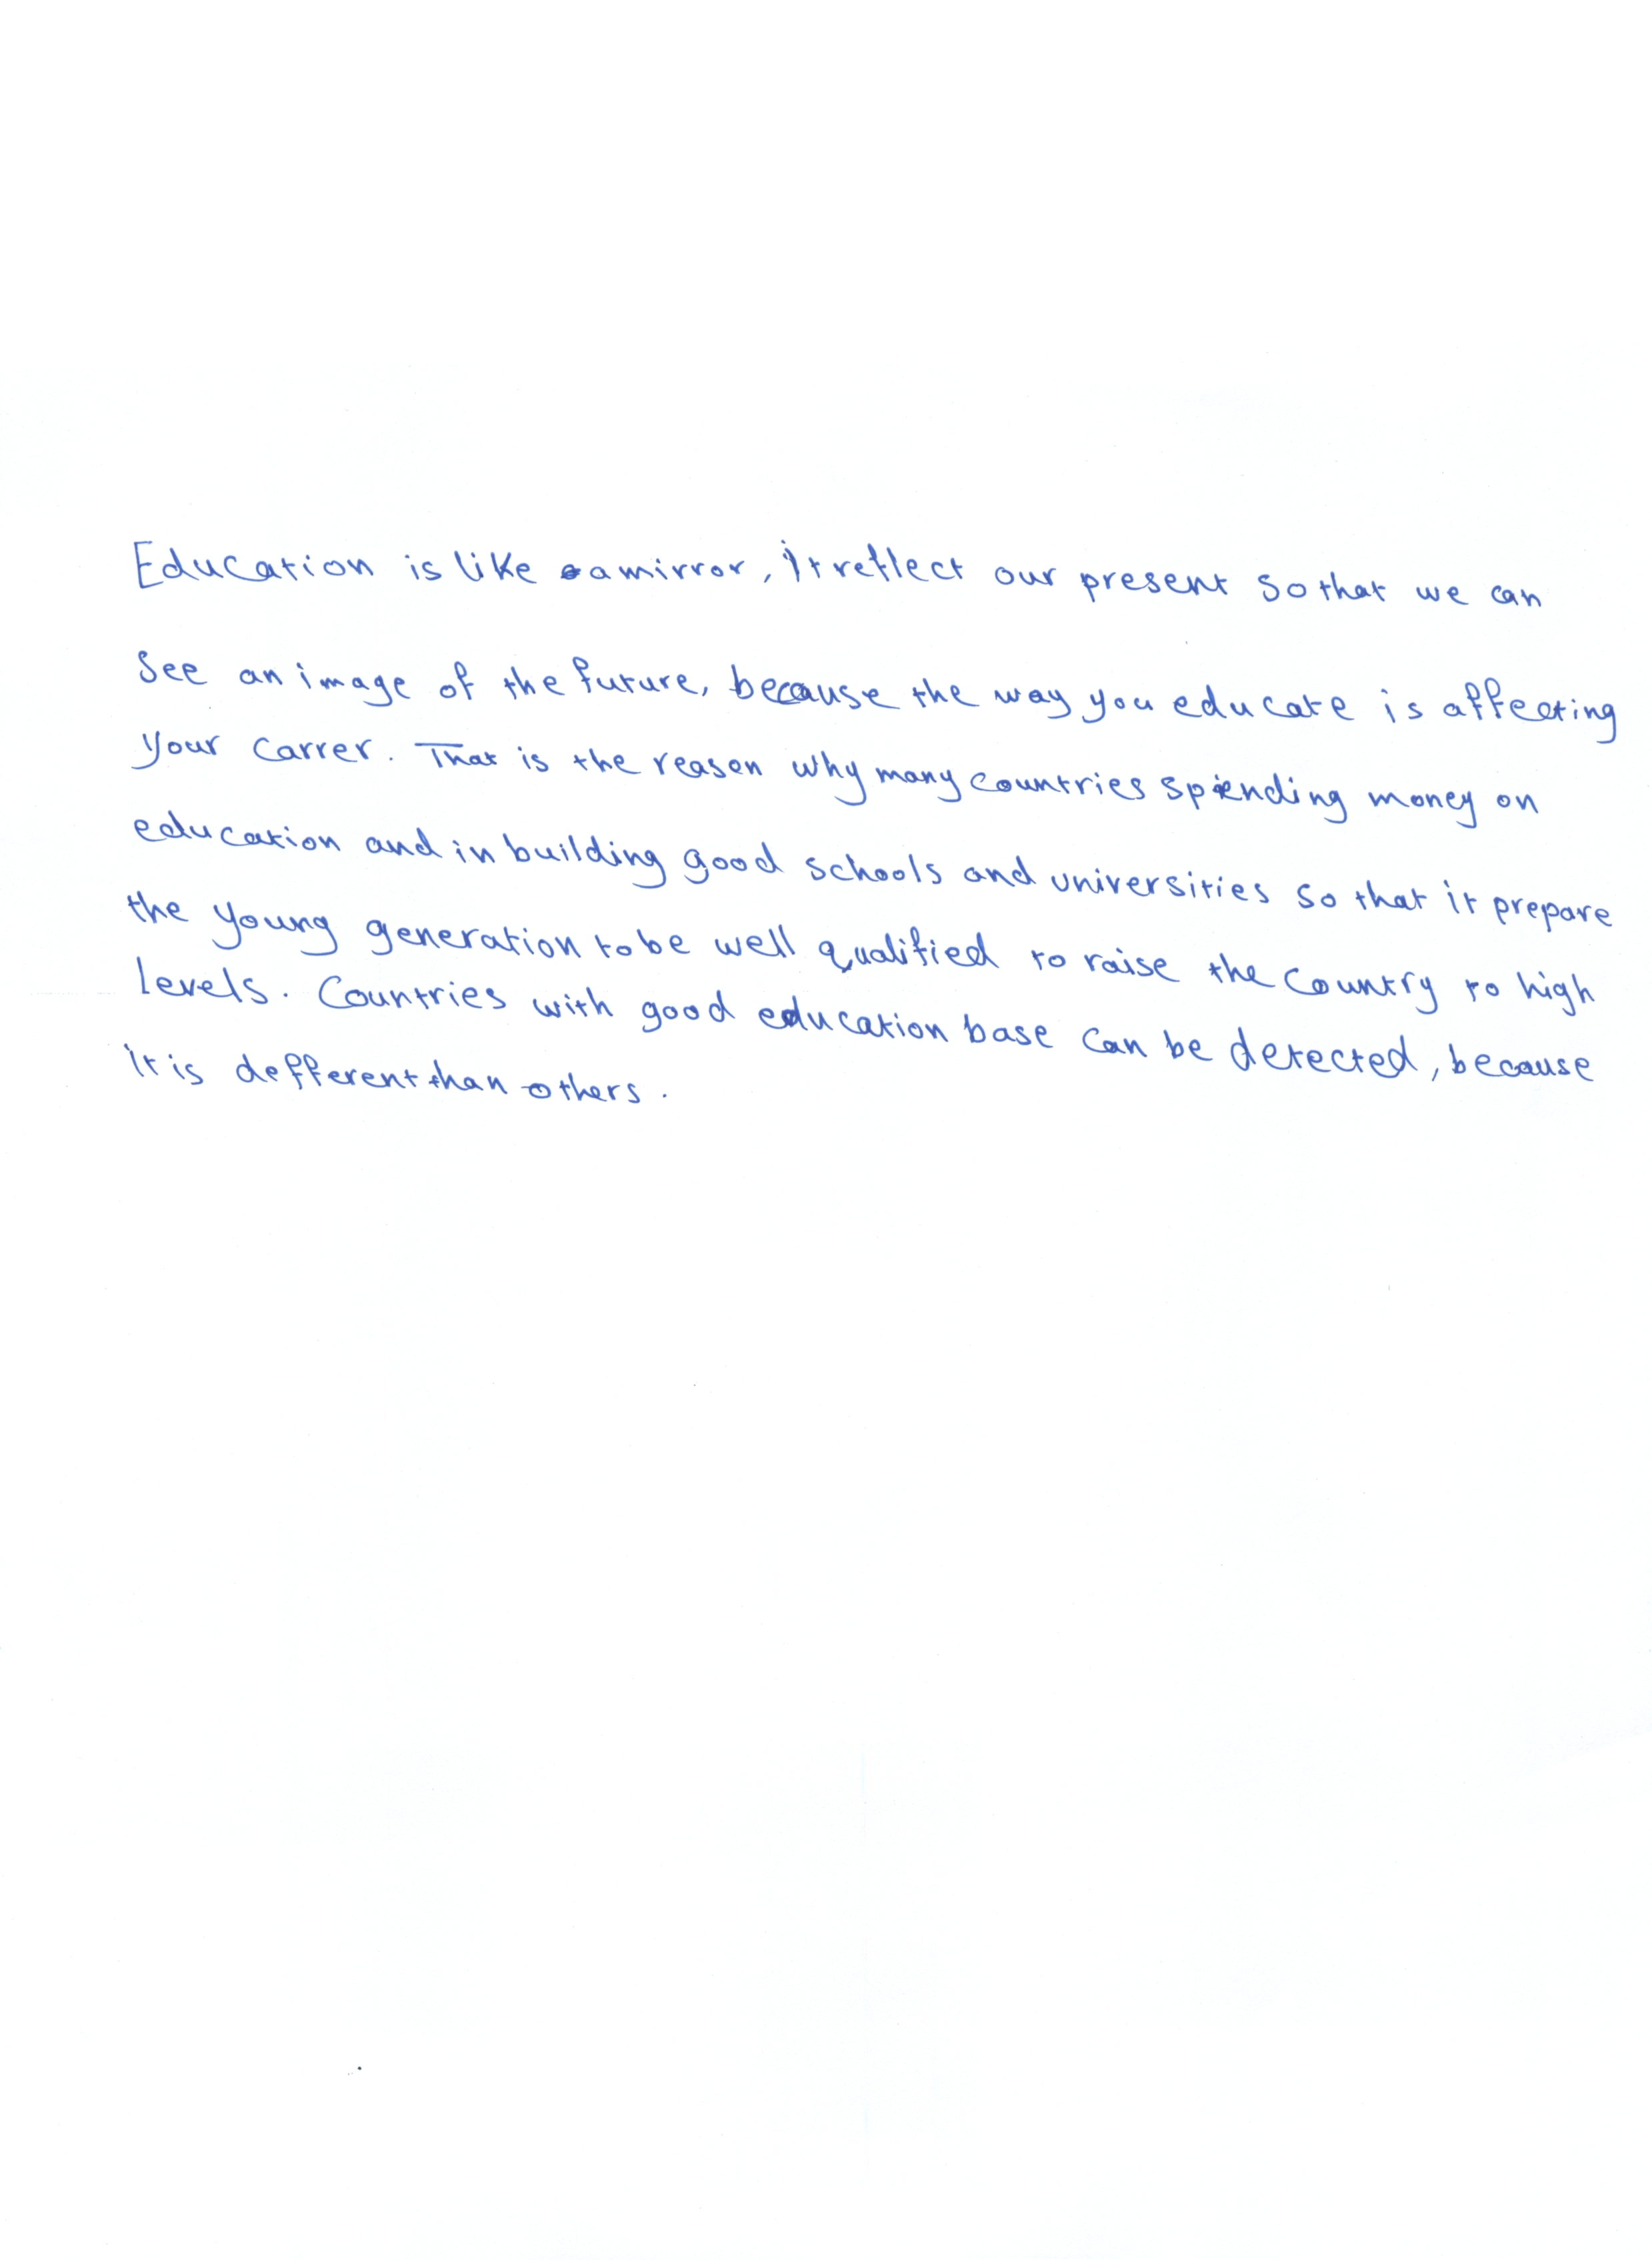 Education is like a mirror, It reflect our present so that we can
see an image of the future, because the way you educate is affecting
your carrer. That is the reason why many countries spending money on
education and in building good schools and universities so that it prepare
the young generation to be well qualified to raise the country to high
levels. Countries with good education base can be detected, because
it is defferent than others.